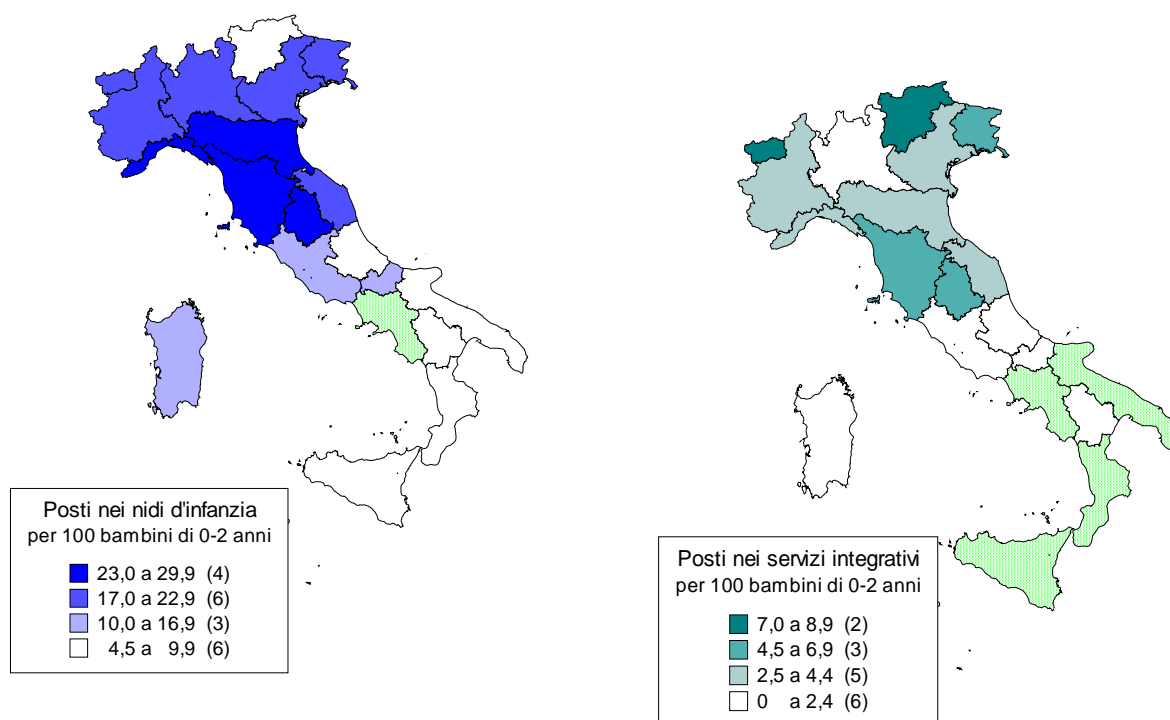 Posti nei nidi d'infanzia
per 100 bambini di 0-2 anni
23,0 a 29,9 (4)
17,0 a 22,9 (6)
10,0 a 16,9 (3)
4,5 a 9,9 (6)
Posti nei servizi integrativi
per 100 bambini di 0-2 anni
7,0 a 8,9 (2)
4,5 a 6,9 (3)
2,5 a 4,4 (5)
0 a 2,4 (6)